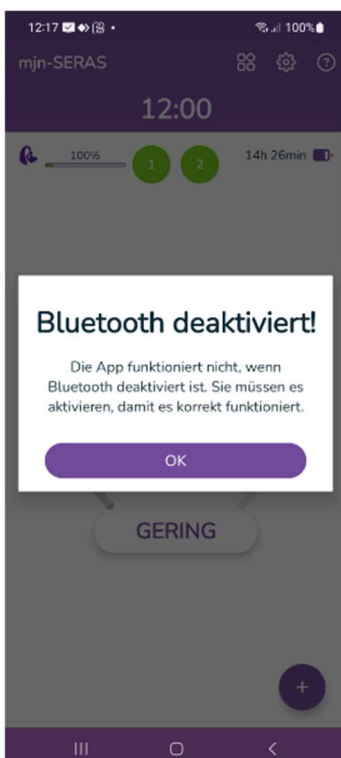 12:17
100%
mjn-SERAS
?
12:00
100%
1
2
14h 26min
Bluetooth deaktiviert!
Die App funktioniert nicht, wenn
Bluetooth deaktiviert ist. Sie müssen es
aktivieren, damit es korrekt funktioniert.
OK
GERING
+